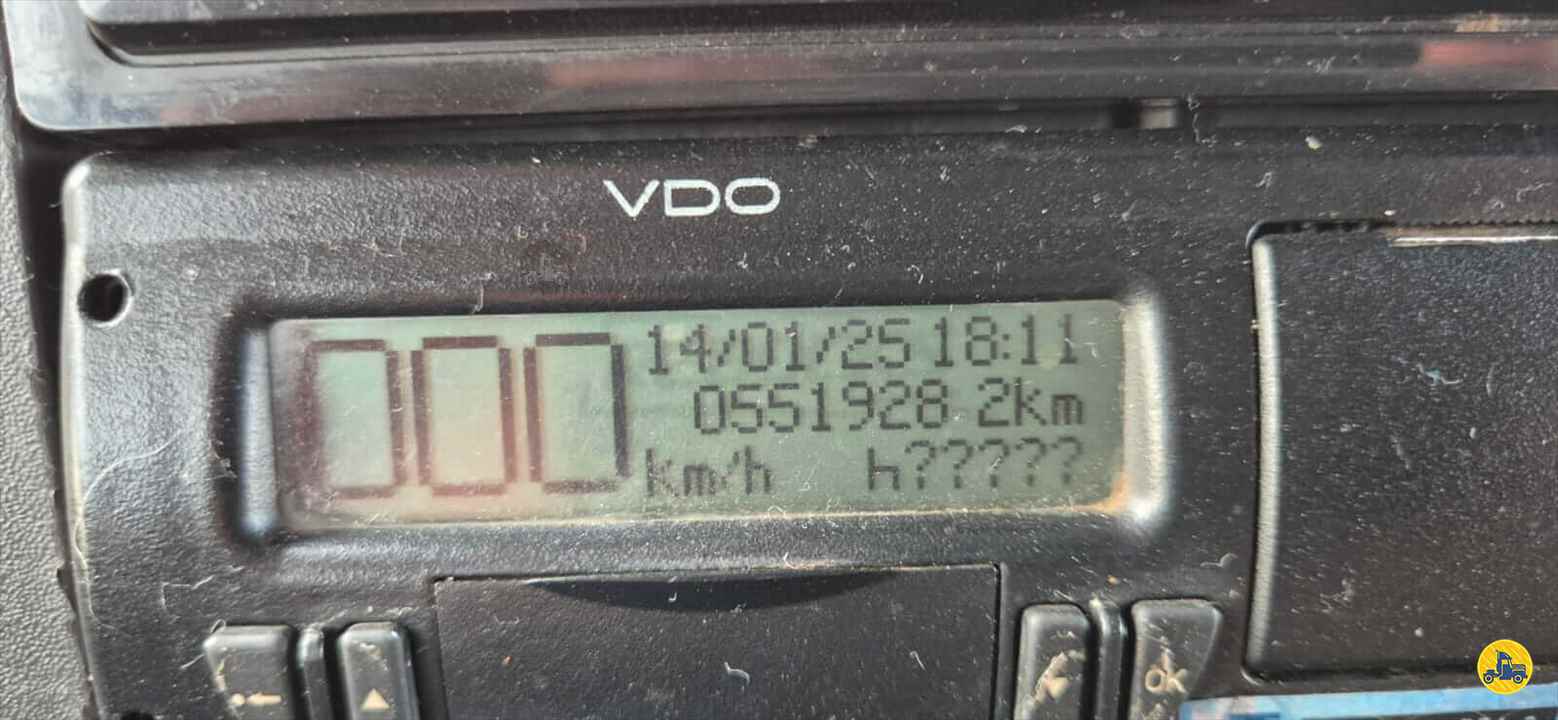 VDO
000
14/01/25 18:11
0551928 2km
km/h h?????
ok